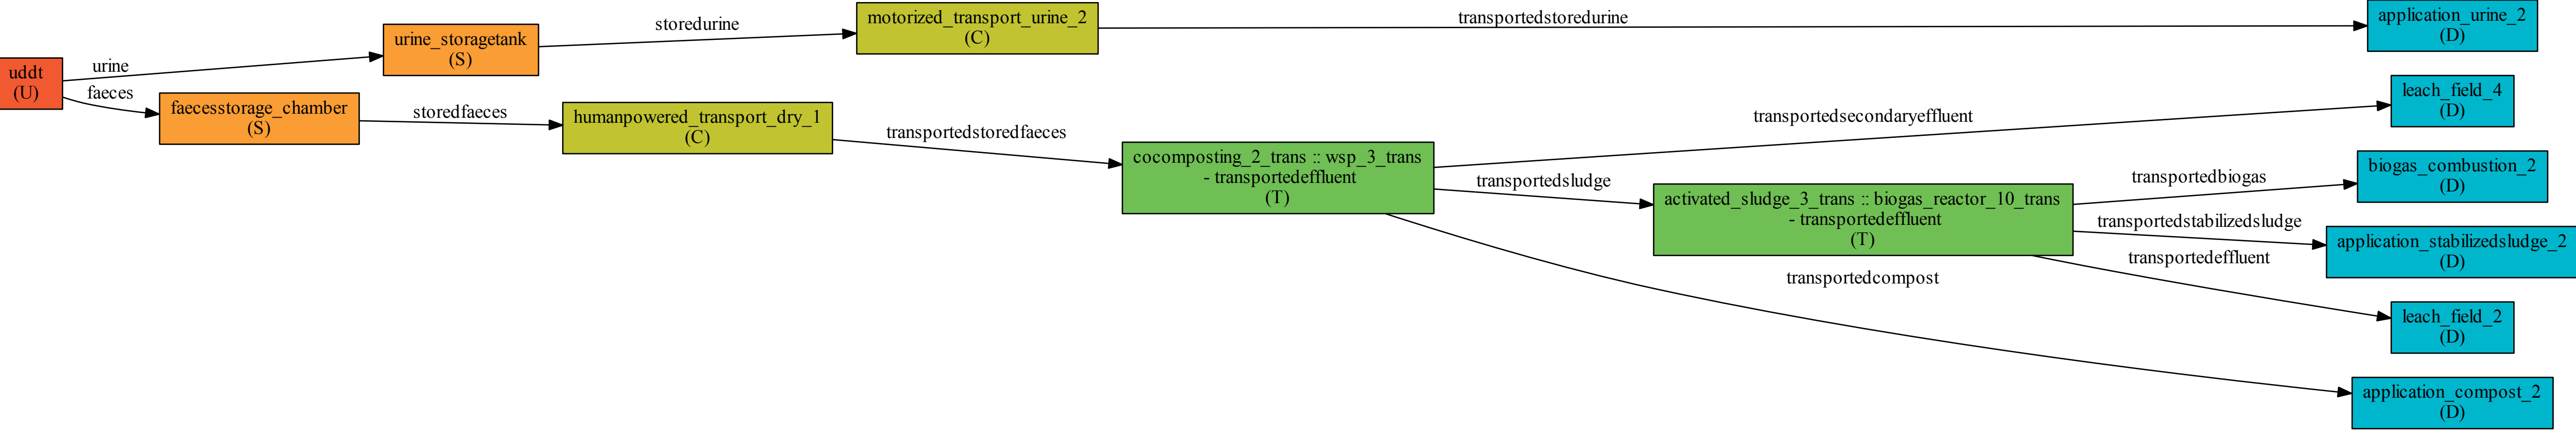 uddt
(U)
urine
faeces
urine_storagetank
(S)
faecesstorage_chamber
(S)
storedurine
storedfaeces
motorized_transport_urine_2
(C)
humanpowered_transport_dry_1
(C)
transportedstoredurine
transportedstoredfaeces
cocomposting_2_trans :: wsp_3_trans
- transportedeffluent
(T)
transportedsecondaryeffluent
transportedsludge
transportedcompost
activated_sludge_3_trans :: biogas_reactor_10_trans
- transportedeffluent
(T)
transportedbiogas
transportedstabilizedsludge
transportedeffluent
application_urine_2
(D)
leach_field_4
(D)
biogas_combustion_2
(D)
application_stabilizedsludge_2
(D)
leach_field_2
(D)
application_compost_2
(D)